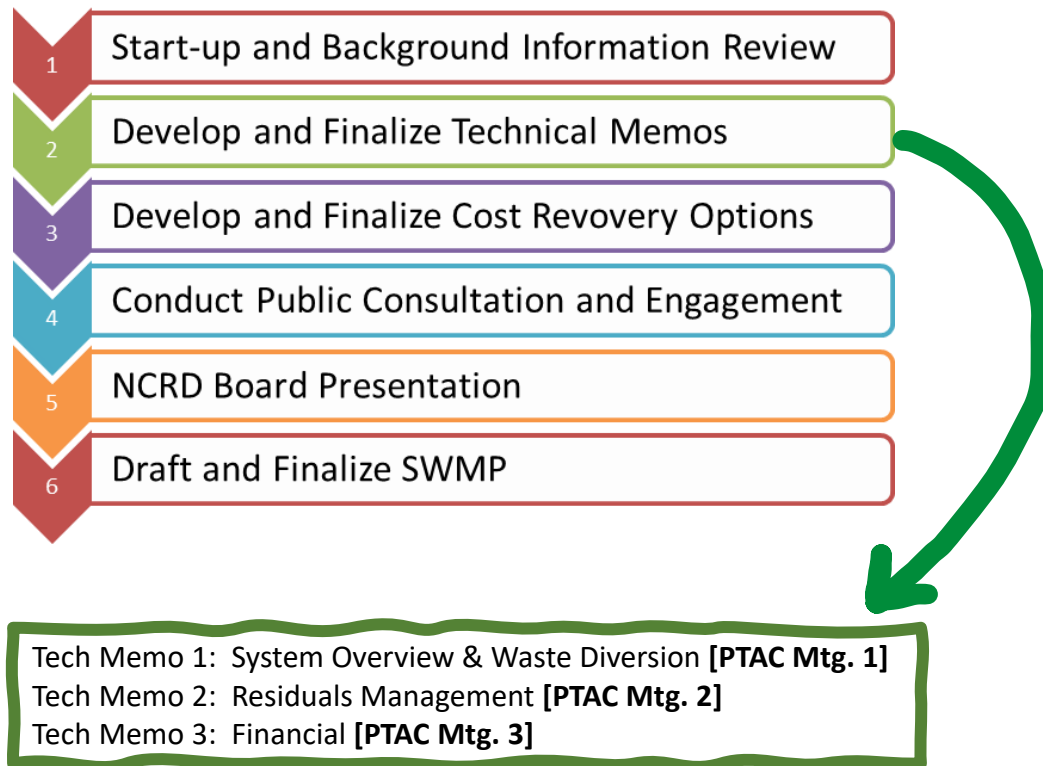 1 Start-up and Background Information Review
2 Develop and Finalize Technical Memos
3 Develop and Finalize Cost Revovery Options
4 Conduct Public Consultation and Engagement
5 NCRD Board Presentation
6 Draft and Finalize SWMP
Tech Memo 1: System Overview & Waste Diversion [PTAC Mtg. 1]
Tech Memo 2: Residuals Management [PTAC Mtg. 2]
Tech Memo 3: Financial [PTAC Mtg. 3]